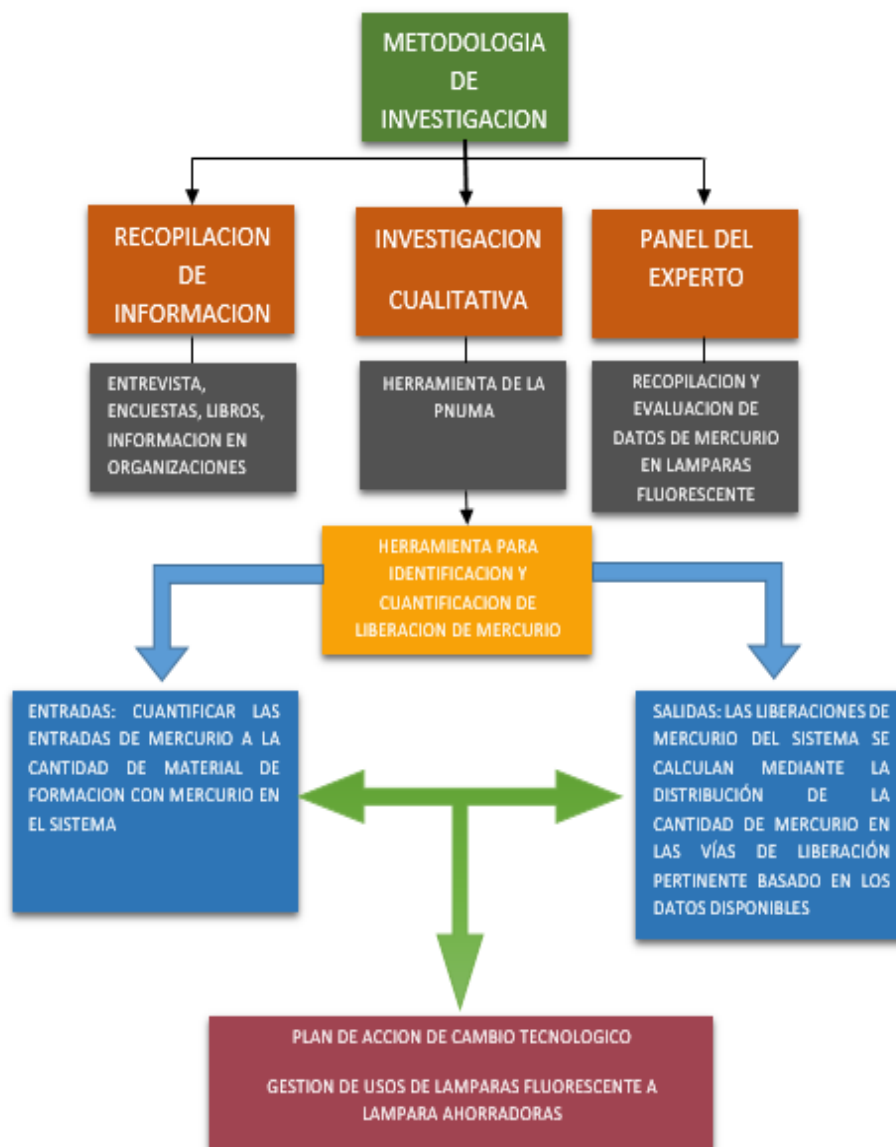 METODOLOGIA
DE
INVESTIGACION
RECOPILACION
DE
INFORMACION
INVESTIGACION
CUALITATIVA
PANEL DEL
EXPERTO
ENTREVISTA,
ENCUESTAS, LIBROS,
INFORMACION EN
ORGANIZACIONES
HERRAMIENTA DE LA
PNUMA
RECOPILACION Y
EVALUACION DE
DATOS DE MERCURIO
EN LAMPARAS
FLUORESCENTE
HERRAMIENTA PARA
IDENTIFICACION Y
CUANTIFICACION DE
LIBERACION DE MERCURIO
ENTRADAS: CUANTIFICAR LAS
ENTRADAS DE MERCURIO A LA
CANTIDAD DE MATERIAL DE
FORMACION CON MERCURIO EN
EL SISTEMA
SALIDAS: LAS LIBERACIONES DE
MERCURIO DEL SISTEMA SE
CALCULAN MEDIANTE LA
DISTRIBUCIÓN DE LA
CANTIDAD DE MERCURIO EN
LAS VÍAS DE LIBERACIÓN
PERTINENTE BASADO EN LOS
DATOS DISPONIBLES
PLAN DE ACCION DE CAMBIO TECNOLOGICO
GESTION DE USOS DE LAMPARAS FLUORESCENTE A
LAMPARA AHORRADORAS